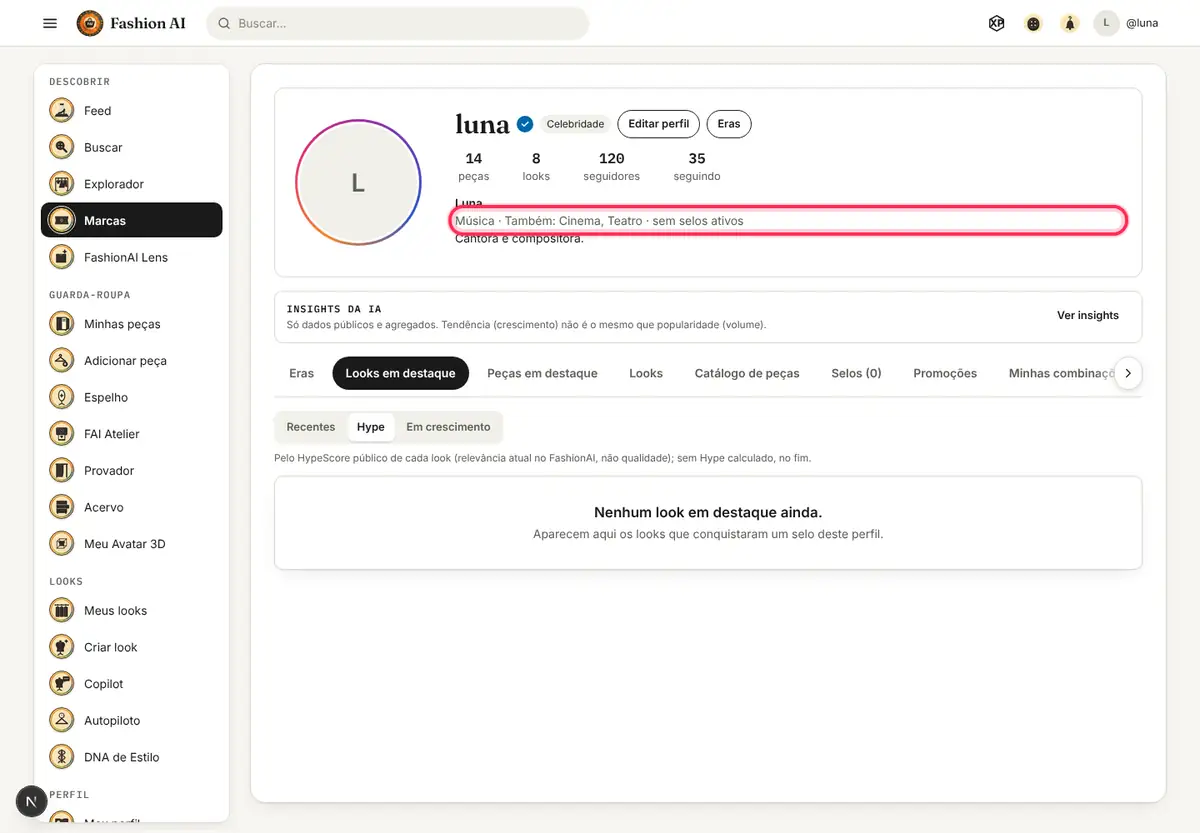 Fashion AI
Buscar...
XP
L
@luna
DESCOBRIR
Feed
Buscar
Explorador
Marcas
FashionAI Lens
GUARDA-ROUPA
Minhas peças
Adicionar peça
Espelho
FAI Atelier
Provador
Acervo
Meu Avatar 3D
LOOKS
Meus looks
Criar look
Copilot
Autopiloto
DNA de Estilo
PERFIL
Meu perfil
N
L
luna
Celebridade
Editar perfil
Eras
14 8 120 35
peças looks seguidores seguindo
Luna
Música · Também: Cinema, Teatro · sem selos ativos
Cantora e compositora.
INSIGHTS DA IA
Só dados públicos e agregados. Tendência (crescimento) não é o mesmo que popularidade (volume).
Ver insights
Eras Looks em destaque Peças em destaque Looks Catálogo de peças Selos (0) Promoções Minhas combinaç
Recentes Hype Em crescimento
Pelo HypeScore público de cada look (relevância atual no FashionAI, não qualidade); sem Hype calculado, no fim.
Nenhum look em destaque ainda.
Aparecem aqui os looks que conquistaram um selo deste perfil.